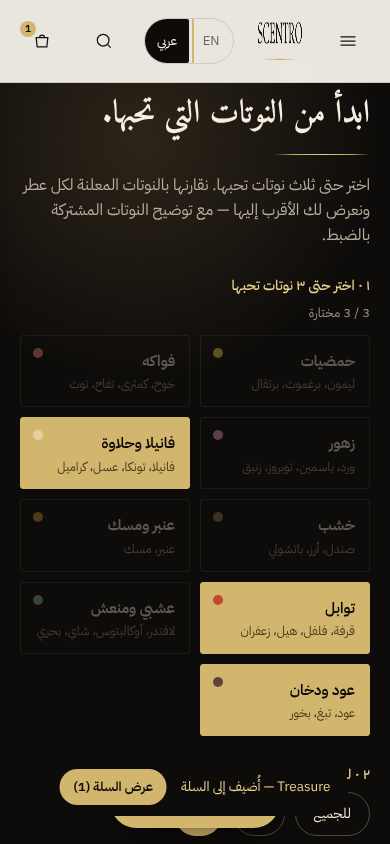 SCENTRO
EN
عربي
1
ابدأ من النوتات التي تحبها.
اختر حتى ثلاث نوتات تحبها. نقارنها بالنوتات المعلنة لكل عطر
ونعرض لك الأقرب إليها — مع توضيح النوتات المشتركة
بالضبط.
١ · اختر حتى ٣ نوتات تحبها
3 / 3 مختارة
حمضيات
ليمون، برغموت، برتقال
فواكه
خوخ، كمثرى، تفاح، توت
زهور
ورد، ياسمين، توبروز، زنبق
فانيلا وحلاوة
فانيلا، تونكا، عسل، كراميل
خشب
صندل، أرز، باتشولي
عنبر ومسك
عنبر، مسك
توابل
قرفة، فلفل، هيل، زعفران
عشبي ومنعش
لافندر، أوكالبتوس، شاي، بحري
عود ودخان
عود، تبغ، بخور
٢ ·
Treasure — أُضيف إلى السلة
عرض السلة (1)
للجميع